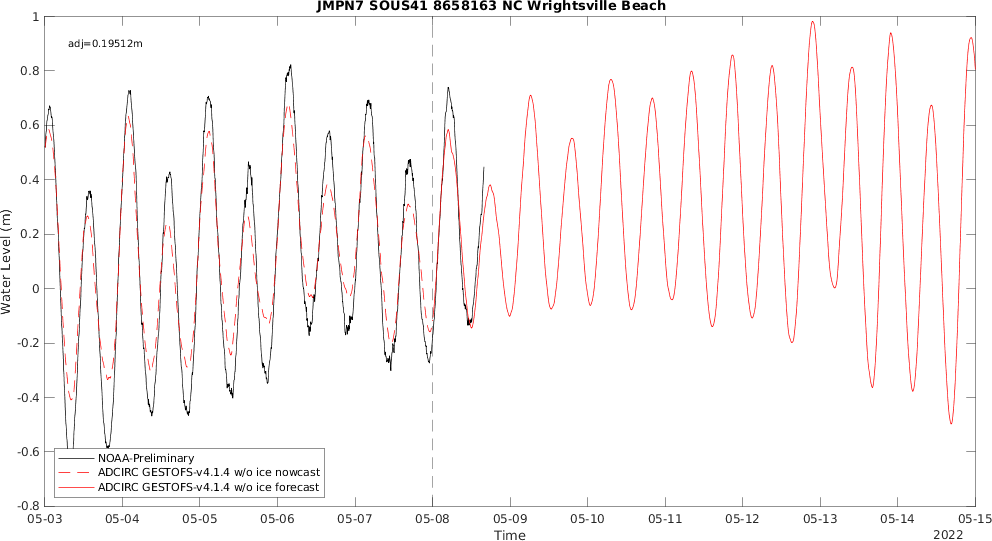 JMPN7 SOUS41 8658163 NC Wrightsville Beach
adj=0.19512m
1
0.8
0.6
0.4
0.2
0
-0.2
-0.4
-0.6
-0.8
Water Level (m)
NOAA-Preliminary
ADCIRC GESTOFS-v4.1.4 w/o ice nowcast
ADCIRC GESTOFS-v4.1.4 w/o ice forecast
05-03 05-04 05-05 05-06 05-07 05-08 05-09 05-10 05-11 05-12 05-13 05-14 05-15
Time
2022